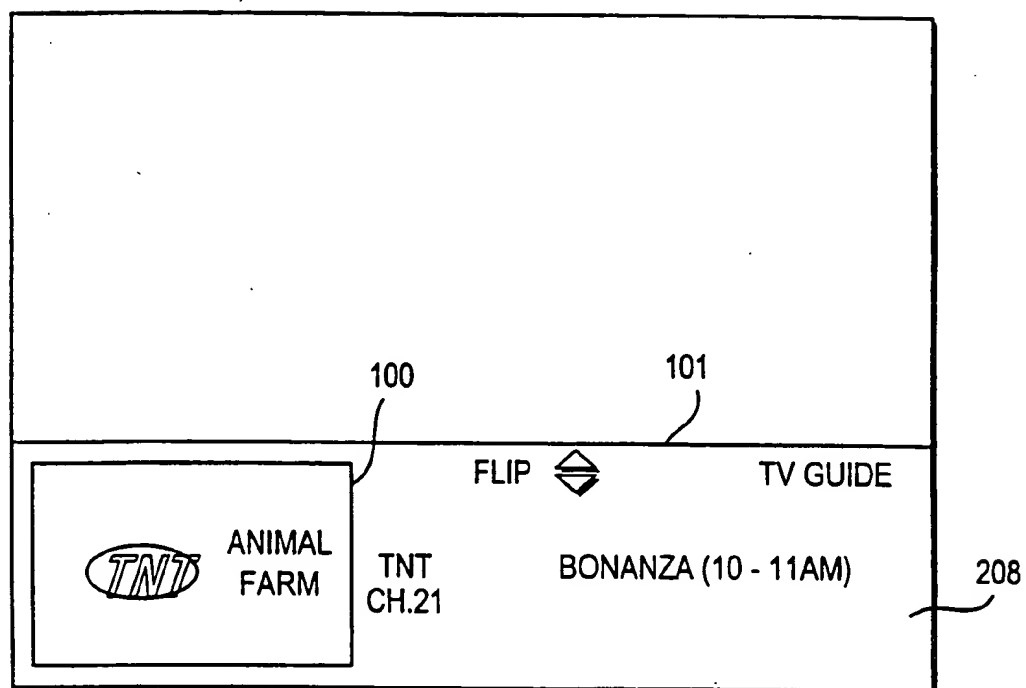 100
101
FLIP
TV GUIDE
TNT
ANIMAL
FARM
TNT
CH.21
BONANZA (10 - 11AM)
208